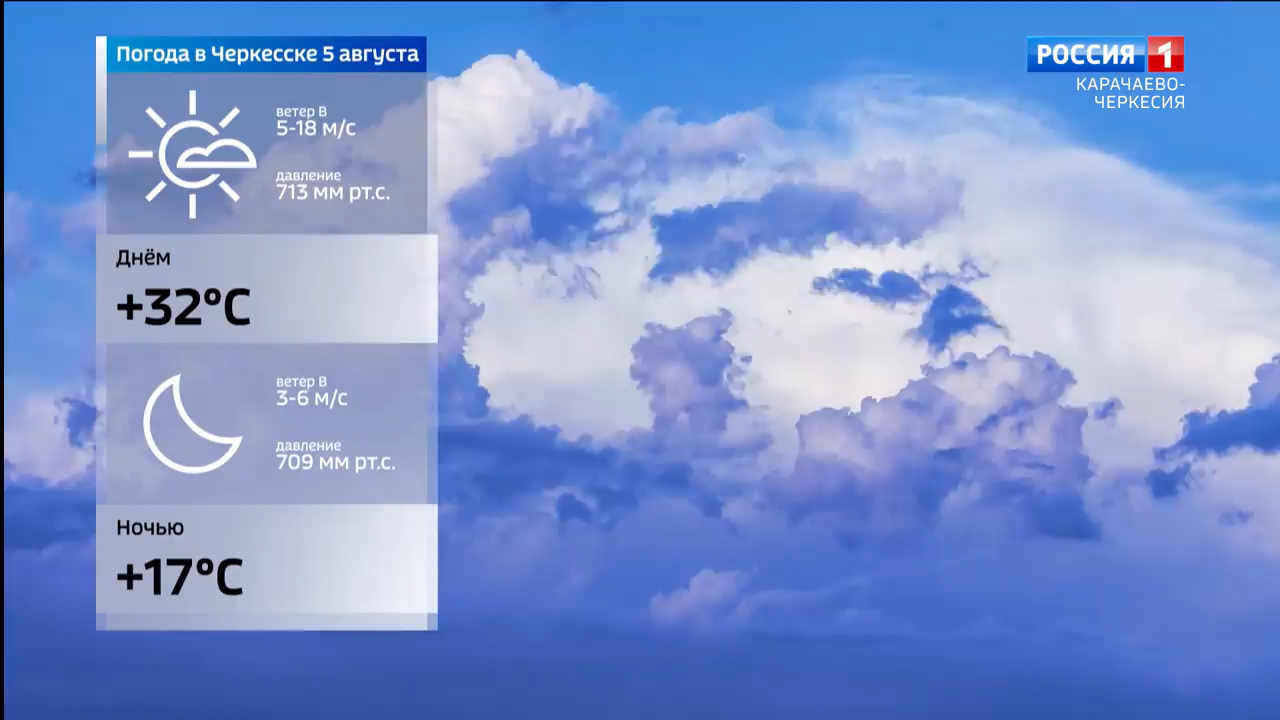 Погода в Черкесске 5 августа
РОССИЯ 1
КАРАЧАЕВО-
ЧЕРКЕСИЯ
ветер В
5-18 м/с
давление
713 мм рт.с.
Днём
+32°C
ветер В
3-6 м/с
давление
709 мм рт.с.
Ночью
+17°C